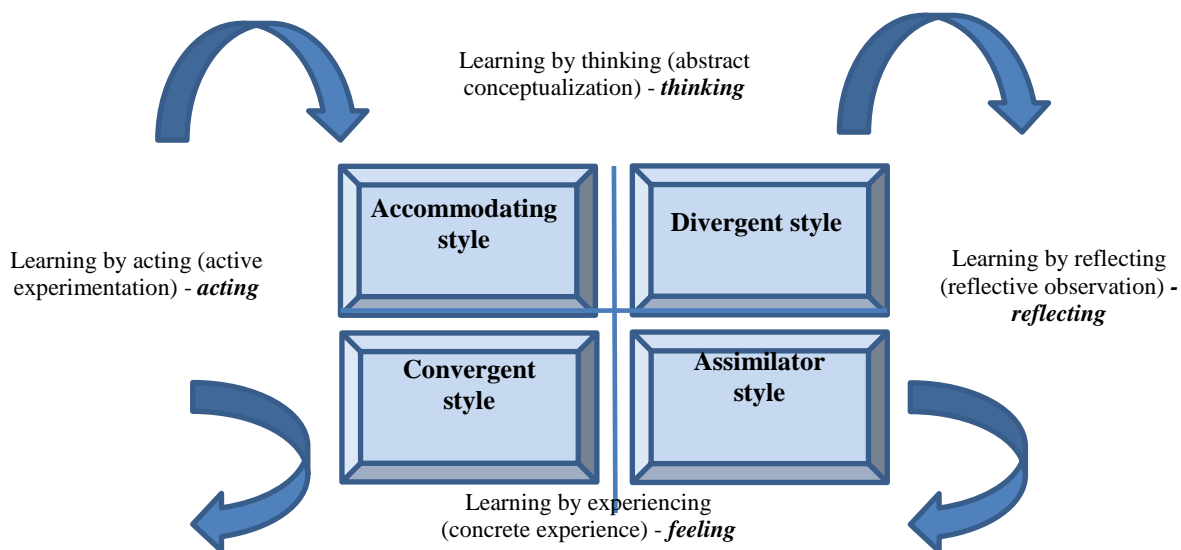 Learning by thinking (abstract
conceptualization) - thinking
Accommodating
style
Divergent style
Learning by acting (active
experimentation) - acting
Learning by reflecting
(reflective observation) -
reflecting
Convergent
style
Assimilator
style
Learning by experiencing
(concrete experience) - feeling